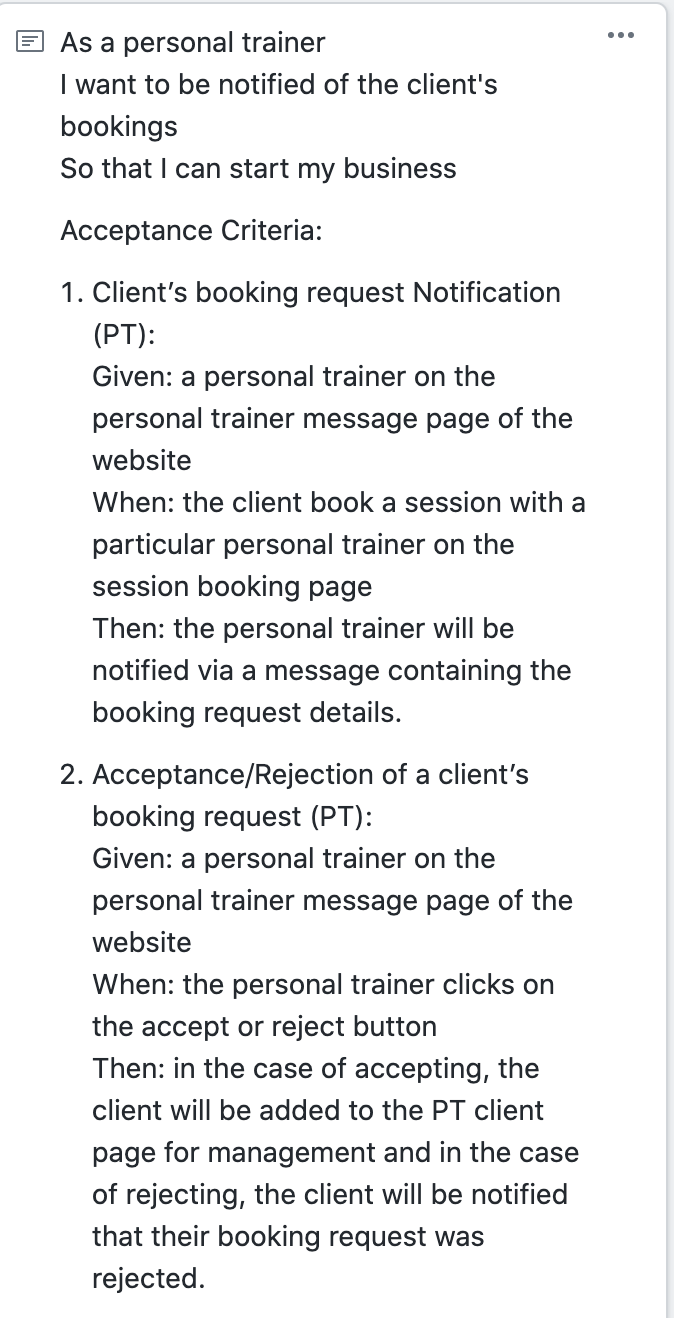 As a personal trainer
I want to be notified of the client's
bookings
So that I can start my business
Acceptance Criteria:
1. Client’s booking request Notification
(PT):
Given: a personal trainer on the
personal trainer message page of the
website
When: the client book a session with a
particular personal trainer on the
session booking page
Then: the personal trainer will be
notified via a message containing the
booking request details.
2. Acceptance/Rejection of a client’s
booking request (PT):
Given: a personal trainer on the
personal trainer message page of the
website
When: the personal trainer clicks on
the accept or reject button
Then: in the case of accepting, the
client will be added to the PT client
page for management and in the case
of rejecting, the client will be notified
that their booking request was
rejected.